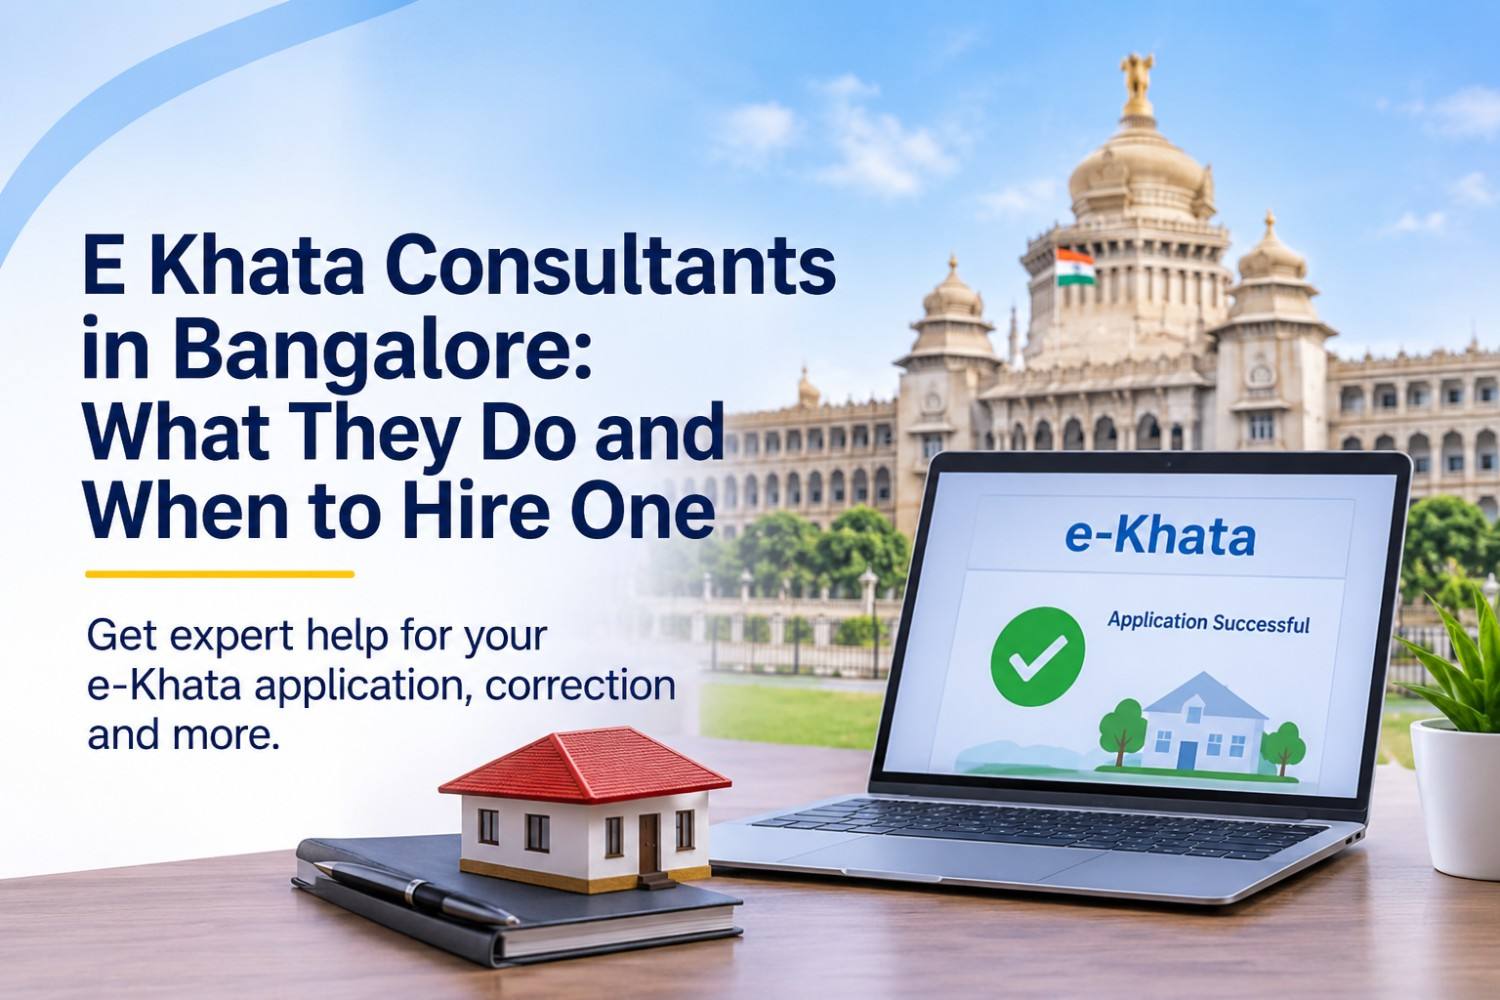 E Khata Consultants
in Bangalore:
What They Do and
When to Hire One
Get expert help for your
e-Khata application, correction
and more.
e-Khata
Application Successful